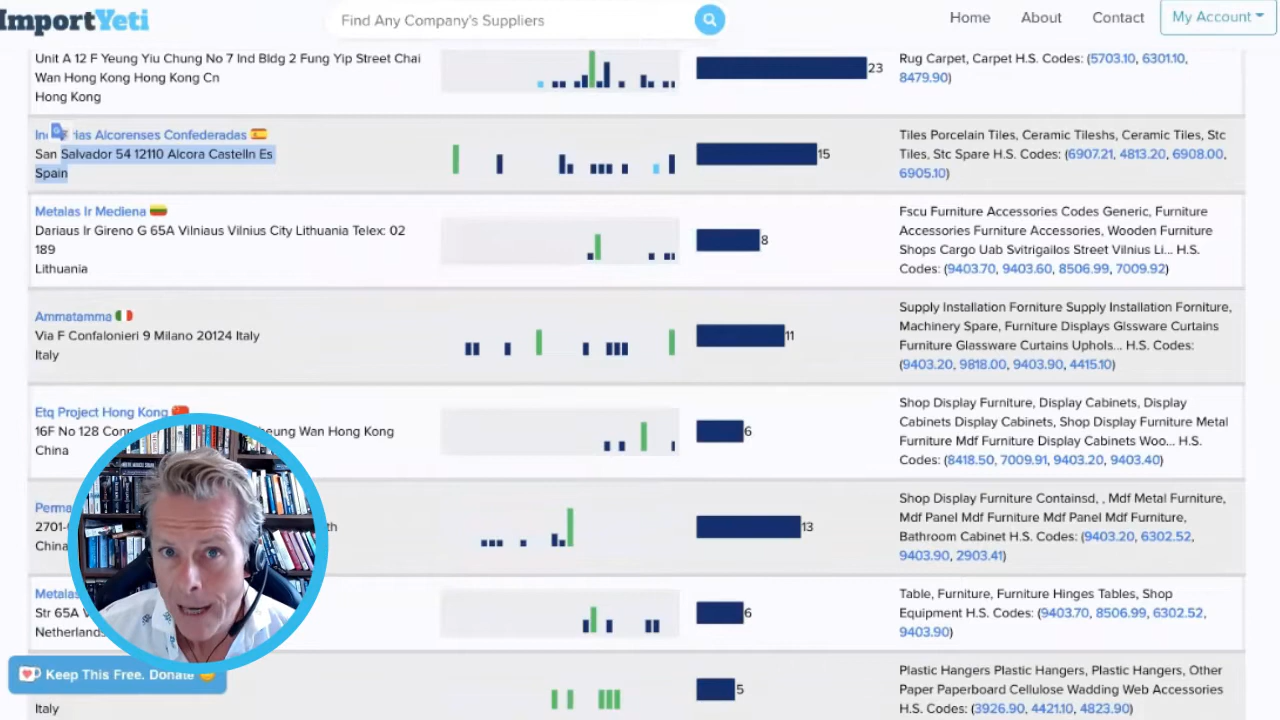 ImportYeti
Find Any Company's Suppliers
Home
About
Contact
My Account
Unit A 12 F Yeung Yiu Chung No 7 Ind Bldg 2 Fung Yip Street Chai
Wan Hong Kong Hong Kong Cn
Hong Kong
23
Rug Carpet, Carpet H.S. Codes: (5703.10, 6301.10,
8479.90)
rias Alcorenses Confederadas
San Salvador 54 12110 Alcora Castelln Es
Spain
15
Tiles Porcelain Tiles, Ceramic Tileshs, Ceramic Tiles, Stc
Tiles, Stc Spare H.S. Codes: (6907.21, 4813.20, 6908.00,
6905.10)
Metalas Ir Mediena
Dariaus Ir Gireno G 65A Vilniaus Vilnius City Lithuania Telex: 02
189
Lithuania
8
Fscu Furniture Accessories Codes Generic, Furniture
Accessories Furniture Accessories, Wooden Furniture
Shops Cargo Uab Svitrigailos Street Vilnius Li... H.S.
Codes: (9403.70, 9403.60, 8506.99, 7009.92)
Ammatamma
Via F Confalonieri 9 Milano 20124 Italy
Italy
11
Supply Installation Forniture Supply Installation Forniture,
Machinery Spare, Furniture Displays Glssware Curtains
Furniture Glassware Curtains Uphols... H.S. Codes:
(9403.20, 9818.00, 9403.90, 4415.10)
Etq Project Hong Kong
16F No 128 Conn heung Wan Hong Kong
China
6
Shop Display Furniture, Display Cabinets, Display
Cabinets Display Cabinets, Shop Display Furniture Metal
Furniture Mdf Furniture Display Cabinets Woo... H.S.
Codes: (8418.50, 7009.91, 9403.20, 9403.40)
Perma
2701- th
China
13
Shop Display Furniture Containsd, , Mdf Metal Furniture,
Mdf Panel Mdf Furniture Mdf Panel Mdf Furniture,
Bathroom Cabinet H.S. Codes: (9403.20, 6302.52,
9403.90, 2903.41)
Metalas
Str 65A V
Netherlands
6
Table, Furniture, Furniture Hinges Tables, Shop
Equipment H.S. Codes: (9403.70, 8506.99, 6302.52,
9403.90)
Keep This Free. Donate
Italy
5
Plastic Hangers Plastic Hangers, Plastic Hangers, Other
Paper Paperboard Cellulose Wadding Web Accessories
H.S. Codes: (3926.90, 4421.10, 4823.90)